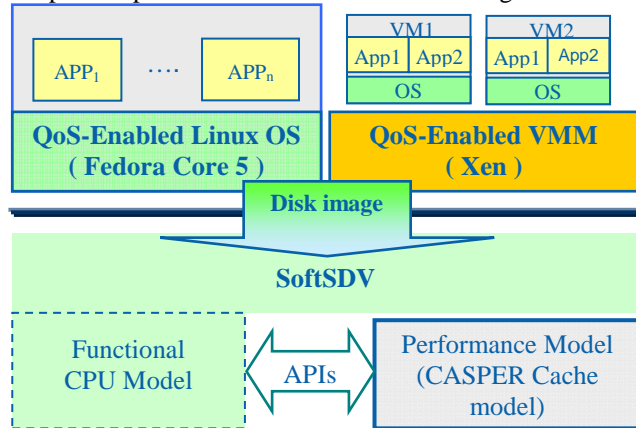 VM1
VM2
APP1
....
APPn
App1
App2
App1
App2
OS
OS
QoS-Enabled Linux OS
( Fedora Core 5 )
QoS-Enabled VMM
( Xen )
Disk image
SoftSDV
Functional
CPU Model
APIs
Performance Model
(CASPER Cache
model)